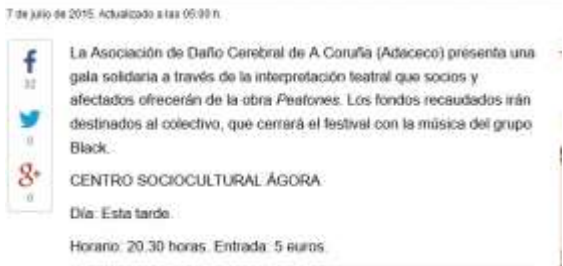 7 de julio de 2015. Actualizado a las 05:00 h.
La Asociación de Daño Cerebral de A Coruña (Adaceco) presenta una
gala solidaria a través de la interpretación teatral que socios y
afectados ofrecerán de la obra Peatones. Los fondos recaudados irán
destinados al colectivo, que cerrará el festival con la música del grupo
Black.
CENTRO SOCIOCULTURAL ÁGORA
Día: Esta tarde.
Horario: 20.30 horas. Entrada: 5 euros.
f
32
0
g+
0